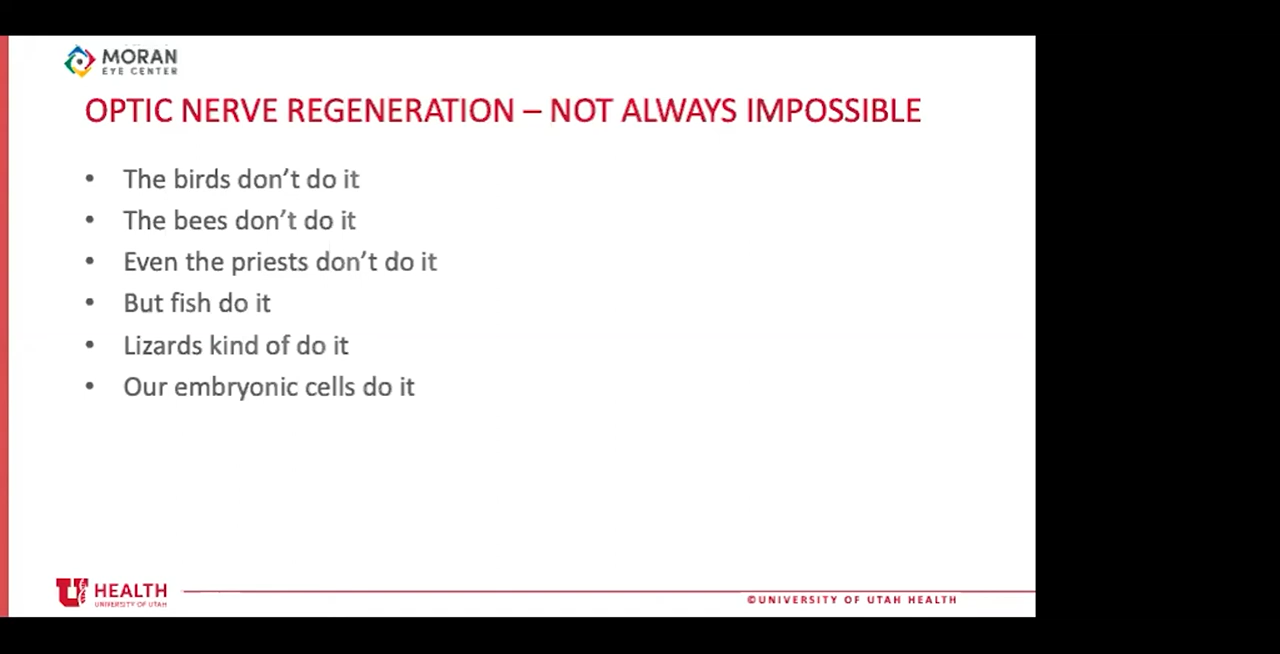 MORAN
EYE CENTER
OPTIC NERVE REGENERATION – NOT ALWAYS IMPOSSIBLE
• The birds don’t do it
• The bees don’t do it
• Even the priests don’t do it
• But fish do it
• Lizards kind of do it
• Our embryonic cells do it
U HEALTH
UNIVERSITY OF UTAH
©UNIVERSITY OF UTAH HEALTH